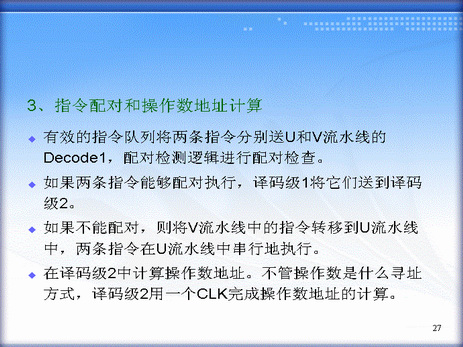 3、指令配对和操作数地址计算
有效的指令队列将两条指令分别送U和V流水线的
Decode1，配对检测逻辑进行配对检查。
如果两条指令能够配对执行，译码级1将它们送到译码
级2。
如果不能配对，则将V流水线中的指令转移到U流水线
中，两条指令在U流水线中串行地执行。
在译码级2中计算操作数地址。不管操作数是什么寻址
方式，译码级2用一个CLK完成操作数地址的计算。
27